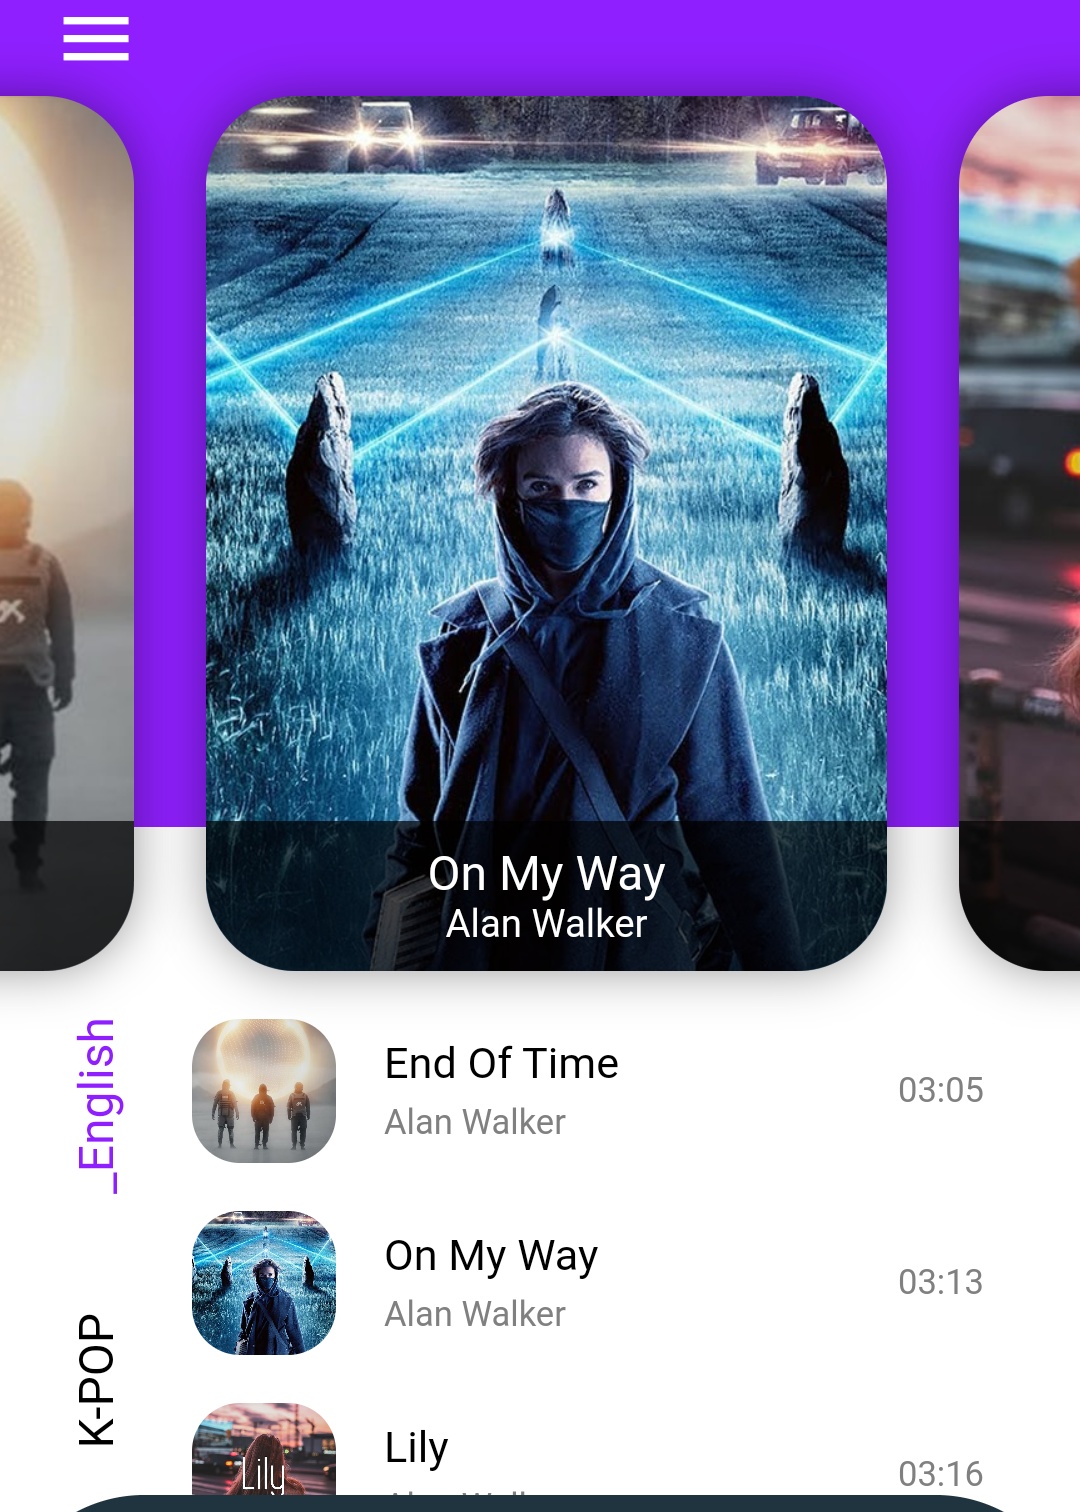 On My Way
Alan Walker
_English
K-POP
End Of Time
Alan Walker
03:05
On My Way
Alan Walker
03:13
Lily
Lily
03:16